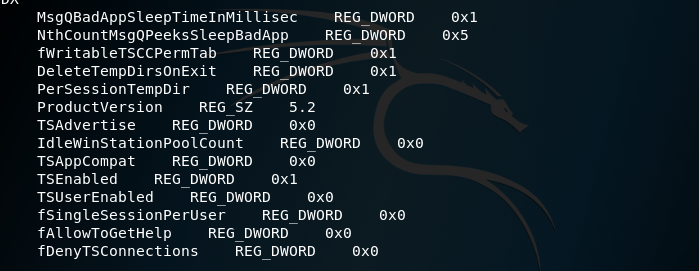 MsgQBadAppSleepTimeInMillisec    REG_DWORD    0x1
NthCountMsgQPeeksSleepBadApp    REG_DWORD    0x5
fWritableTSCCPermTab    REG_DWORD    0x1
DeleteTempDirsOnExit    REG_DWORD    0x1
PerSessionTempDir    REG_DWORD    0x1
ProductVersion    REG_SZ    5.2
TSAdvertise    REG_DWORD    0x0
IdleWinStationPoolCount    REG_DWORD    0x0
TSAppCompat    REG_DWORD    0x0
TSEnabled    REG_DWORD    0x1
TSUserEnabled    REG_DWORD    0x0
fSingleSessionPerUser    REG_DWORD    0x0
fAllowToGetHelp    REG_DWORD    0x0
fDenyTSConnections    REG_DWORD    0x0